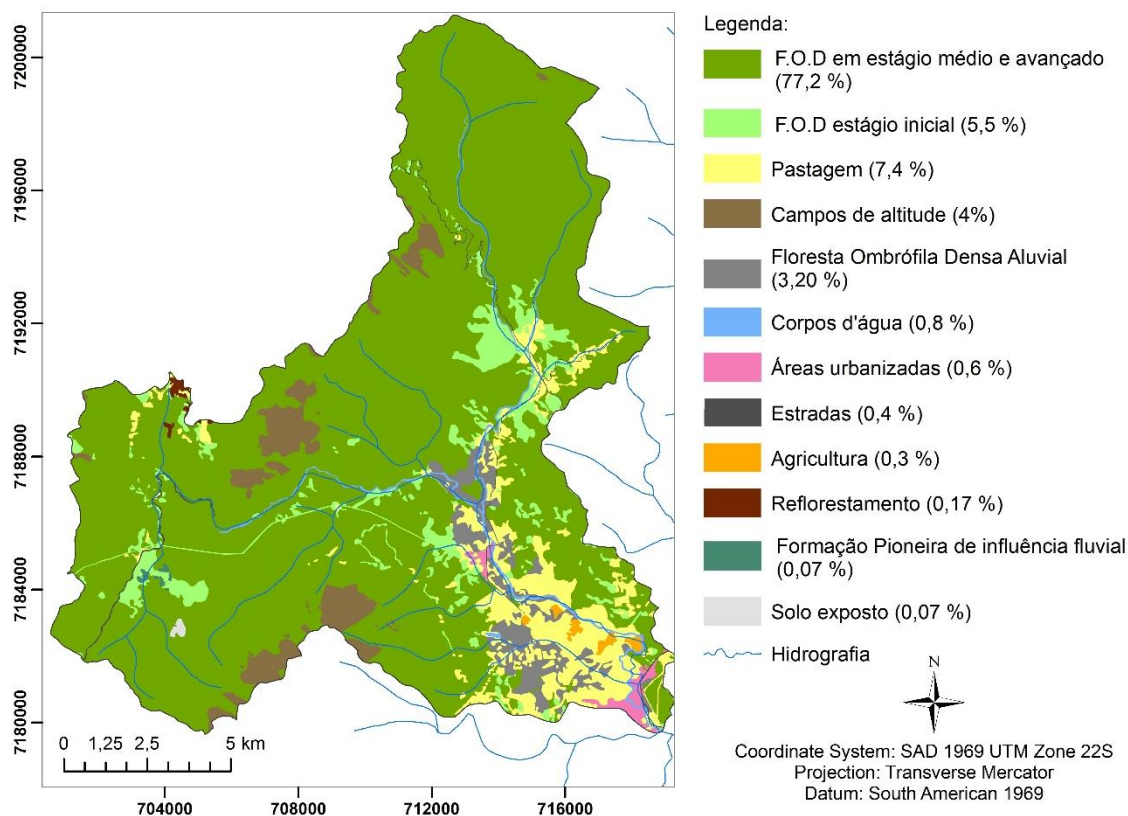 7200000
7196000
7192000
7188000
7184000
7180000
0 1,25 2,5 5 km
704000 708000 712000 716000
Legenda:
F.O.D em estágio médio e avançado
(77,2 %)
F.O.D estágio inicial (5,5 %)
Pastagem (7,4 %)
Campos de altitude (4%)
Floresta Ombrófila Densa Aluvial
(3,20 %)
Corpos d'água (0,8 %)
Áreas urbanizadas (0,6 %)
Estradas (0,4 %)
Agricultura (0,3 %)
Reflorestamento (0,17 %)
Formação Pioneira de influência fluvial
(0,07 %)
Solo exposto (0,07 %)
Hidrografia
N
Coordinate System: SAD 1969 UTM Zone 22S
Projection: Transverse Mercator
Datum: South American 1969